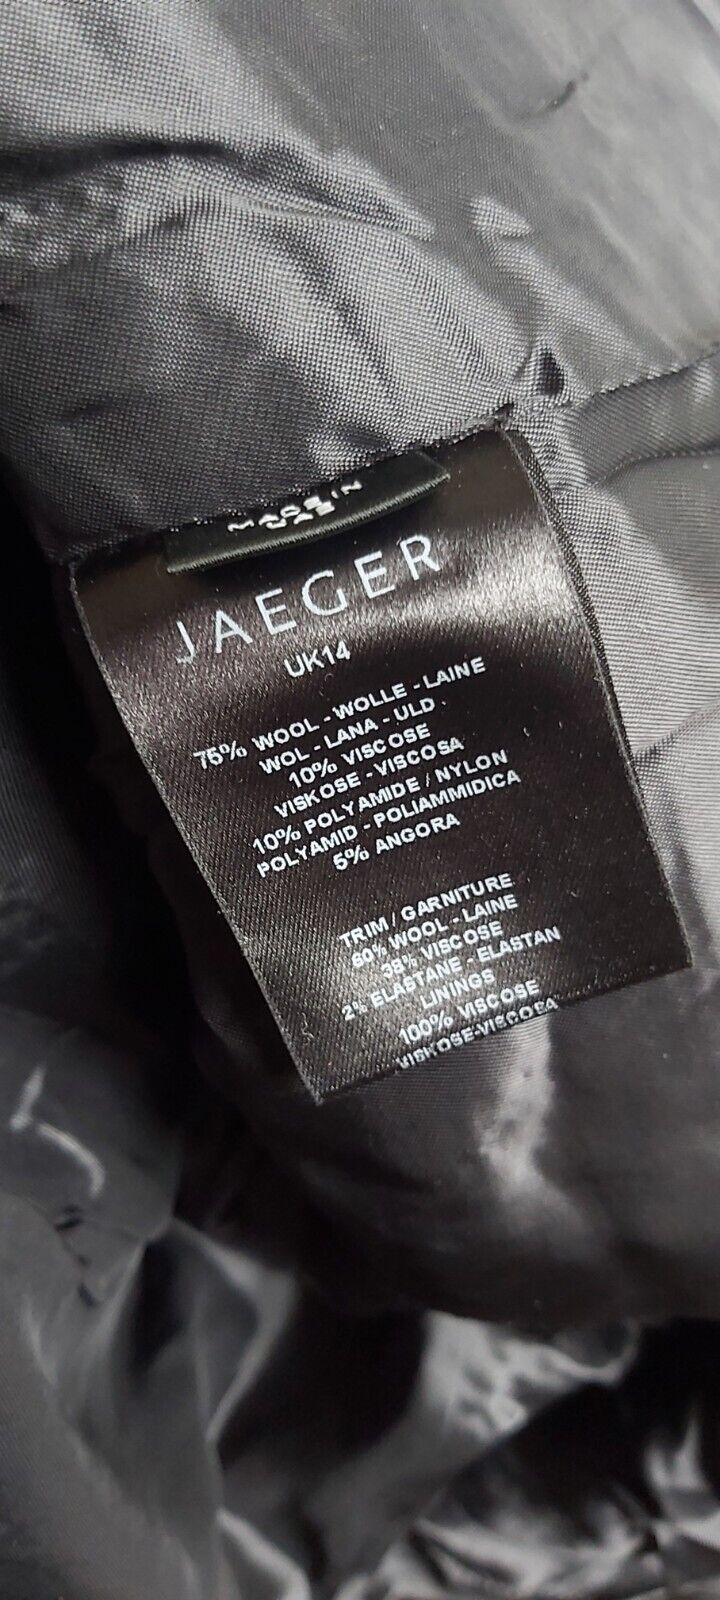 MADE IN
UAE
JAEGER
UK14
75% WOOL - WOLLE - LAINE
WOL - LANA - ULD
10% VISCOSE
VISKOSE - VISCOSA
10% POLYAMIDE / NYLON
POLYAMID - POLIAMMIDICA
5% ANGORA
TRIM / GARNITURE
60% WOOL - LAINE
38% VISCOSE
2% ELASTANE - ELASTAN
LININGS
100% VISCOSE
VISKOSE-VISCOSA